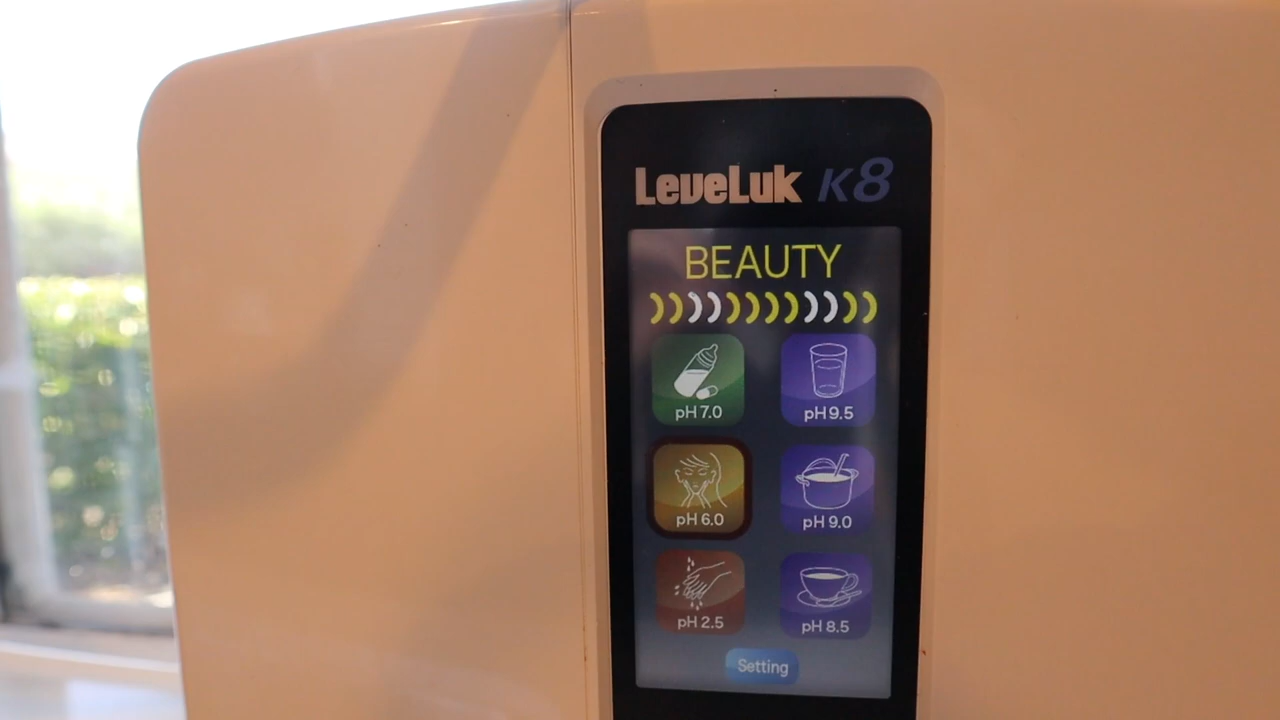 LeveLuk K8
BEAUTY
pH 7.0
pH 9.5
pH 6.0
pH 9.0
pH 2.5
pH 8.5
Setting